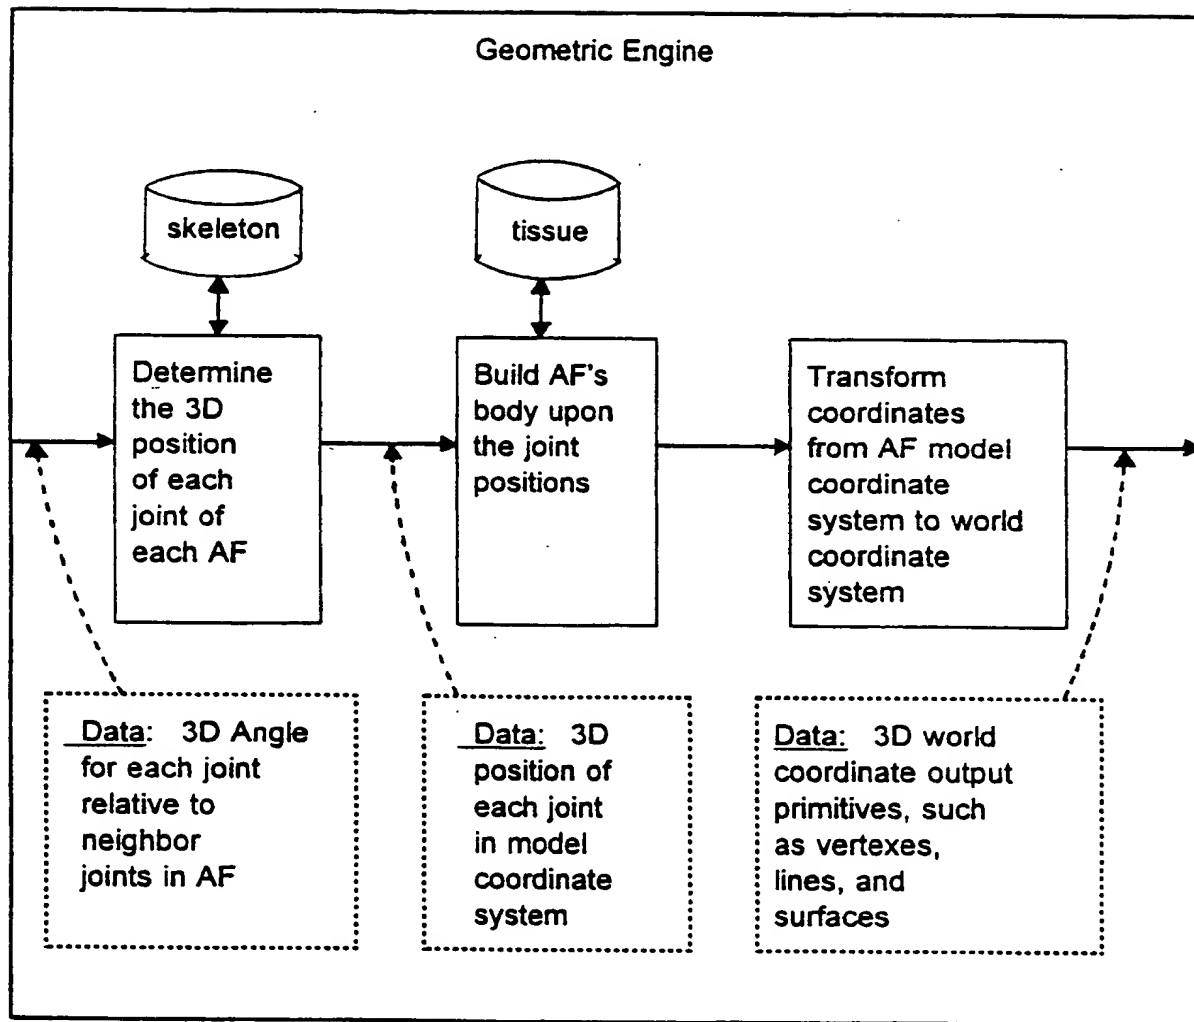 Geometric Engine
skeleton
tissue
Determine
the 3D
position
of each
joint of
each AF
Build AF's
body upon
the joint
positions
Transform
coordinates
from AF model
coordinate
system to world
coordinate
system
Data: 3D Angle
for each joint
relative to
neighbor
joints in AF
Data: 3D
position of
each joint
in model
coordinate
system
Data: 3D world
coordinate output
primitives, such
as vertexes,
lines, and
surfaces